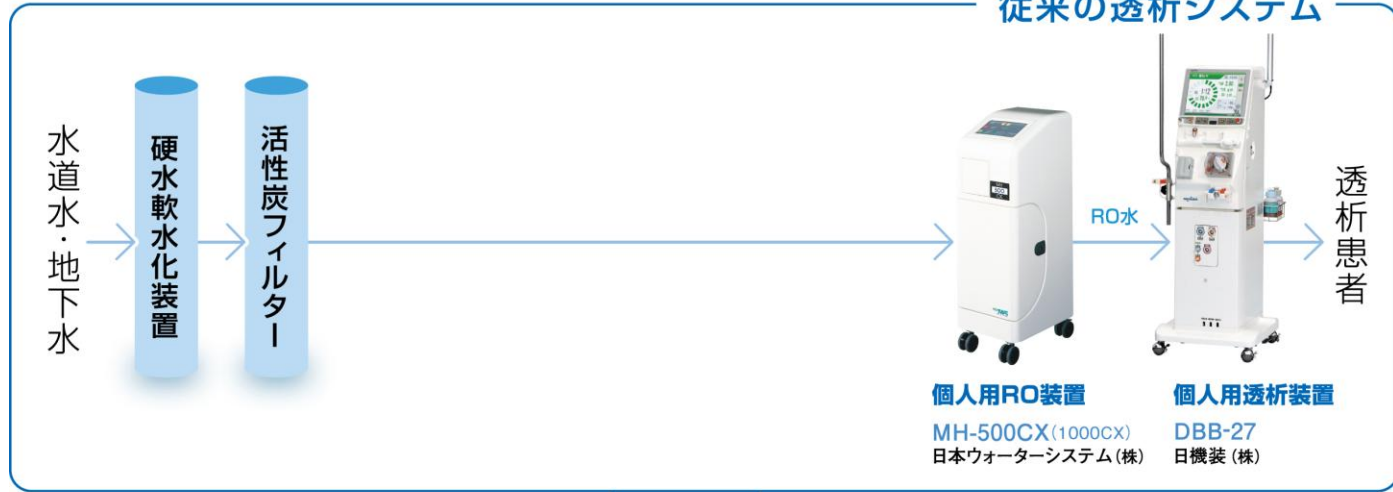 従来の透析システム
水道水・地下水
硬水軟水化装置
活性炭フィルター
RO水
透析患者
個人用RO装置
MH-500CX(1000CX)
日本ウォーターシステム(株)
個人用透析装置
DBB-27
日機装(株)